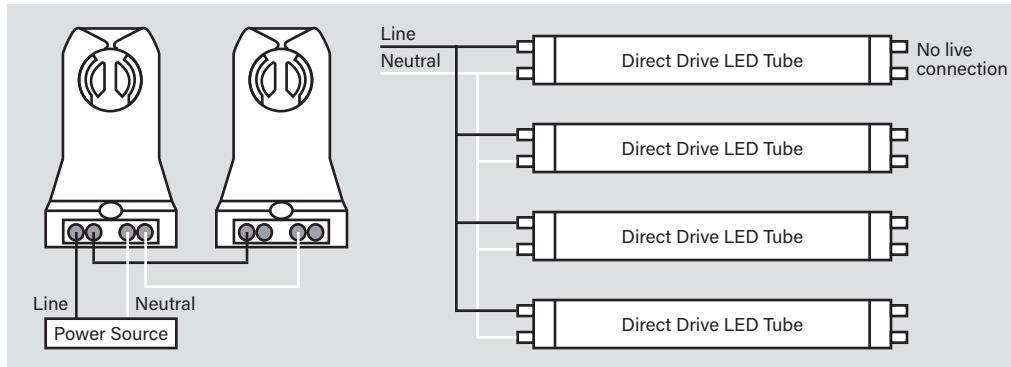 Line
Neutral
Power Source
Line
Neutral
Direct Drive LED Tube
No live
connection
Direct Drive LED Tube
Direct Drive LED Tube
Direct Drive LED Tube